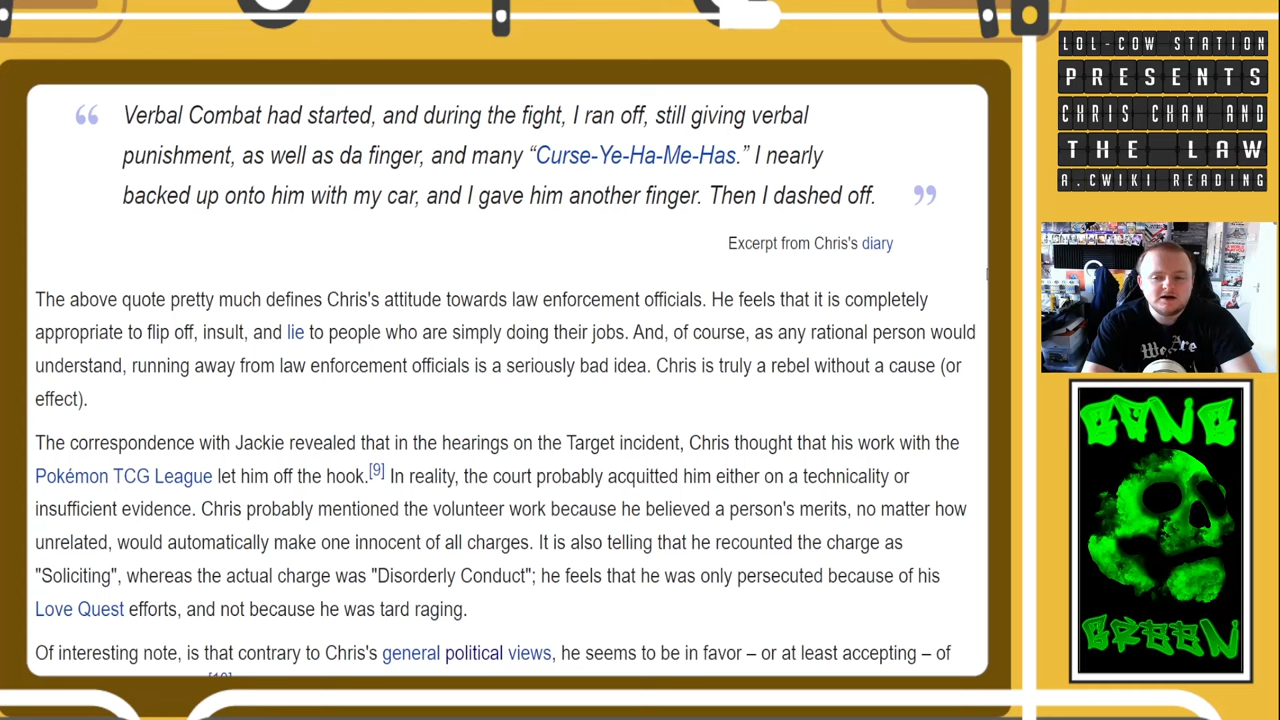 LOL-COW STATION
PRESENTS
CHRIS CHAN AND
THE LAW
A.CWIKI READING
“ Verbal Combat had started, and during the fight, I ran off, still giving verbal
punishment, as well as da finger, and many “Curse-Ye-Ha-Me-Has.” I nearly
backed up onto him with my car, and I gave him another finger. Then I dashed off. ”
Excerpt from Chris's diary
The above quote pretty much defines Chris's attitude towards law enforcement officials. He feels that it is completely
appropriate to flip off, insult, and lie to people who are simply doing their jobs. And, of course, as any rational person would
understand, running away from law enforcement officials is a seriously bad idea. Chris is truly a rebel without a cause (or
effect).
The correspondence with Jackie revealed that in the hearings on the Target incident, Chris thought that his work with the
Pokémon TCG League let him off the hook.[9] In reality, the court probably acquitted him either on a technicality or
insufficient evidence. Chris probably mentioned the volunteer work because he believed a person's merits, no matter how
unrelated, would automatically make one innocent of all charges. It is also telling that he recounted the charge as
"Soliciting", whereas the actual charge was "Disorderly Conduct"; he feels that he was only persecuted because of his
Love Quest efforts, and not because he was tard raging.
Of interesting note, is that contrary to Chris's general political views, he seems to be in favor – or at least accepting – of
We Are
GANG
GREEN